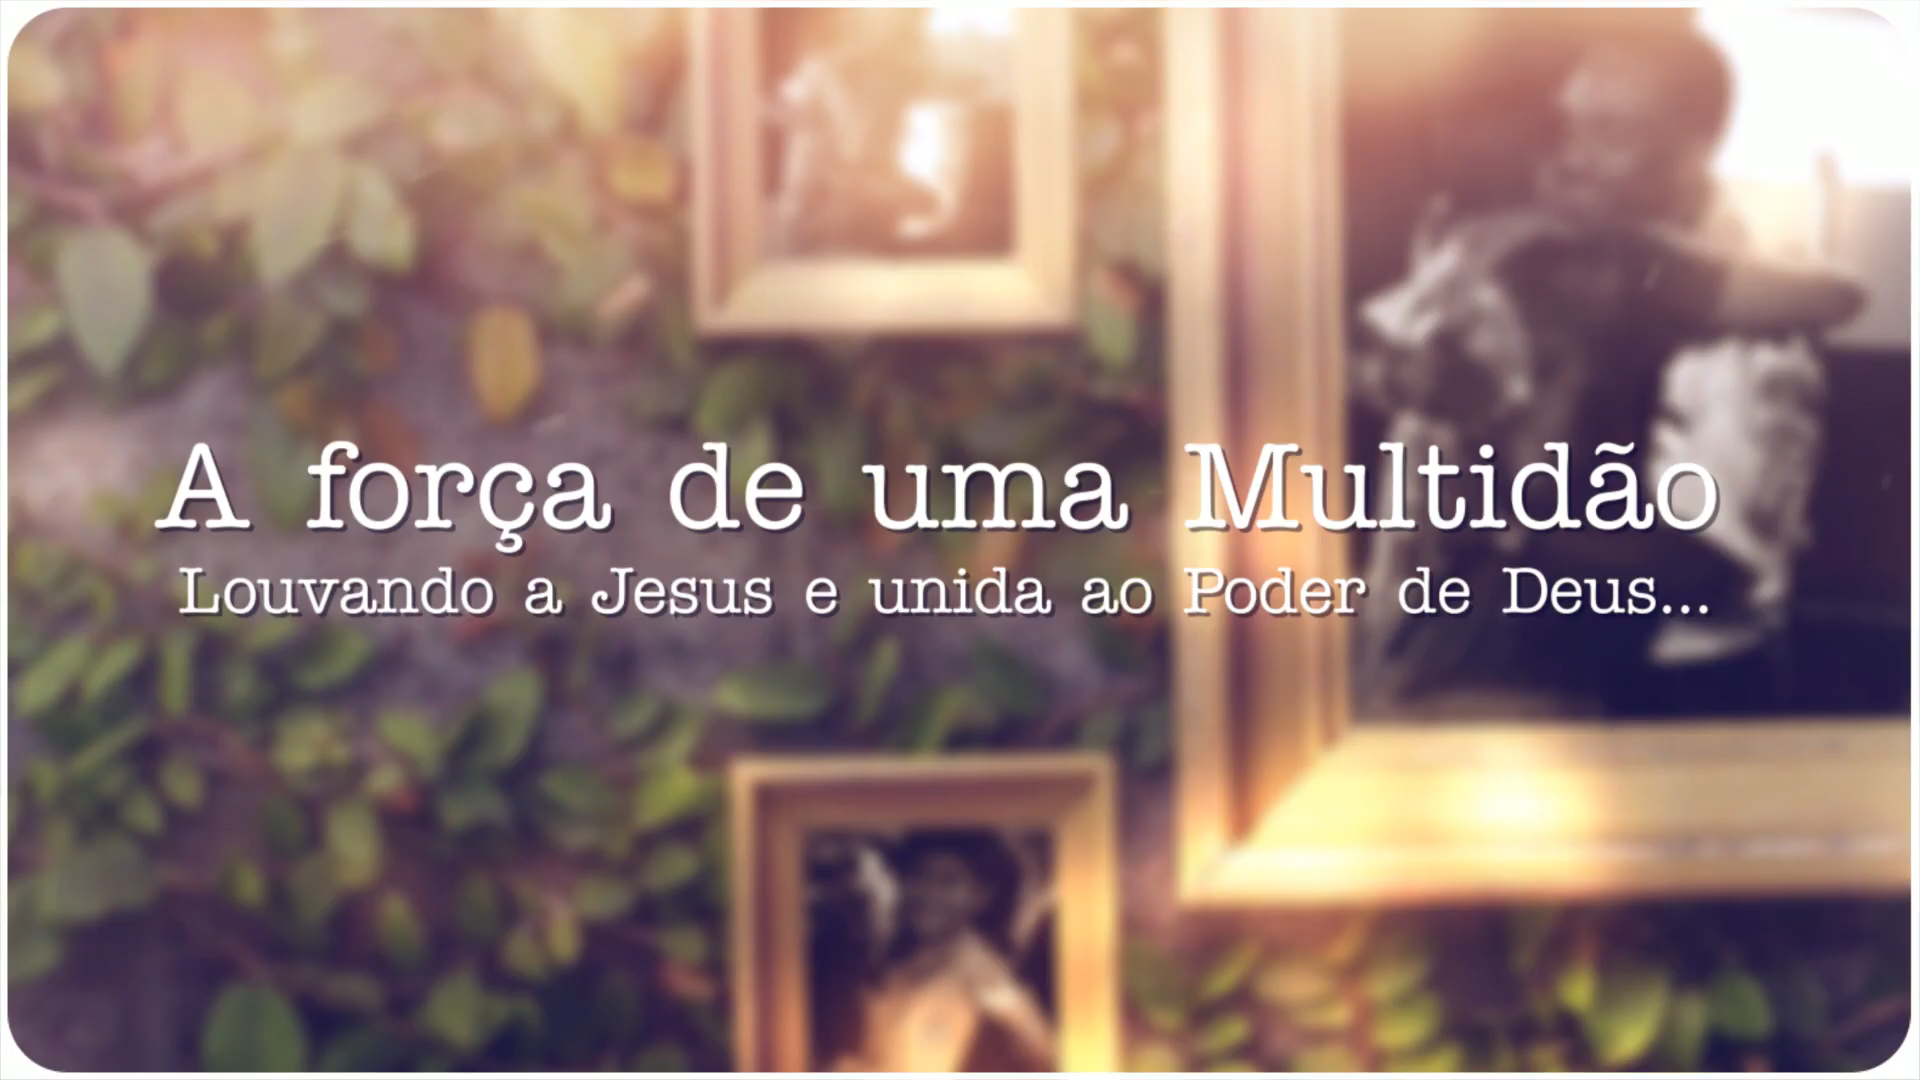 A força de uma Multidão
Louvando a Jesus e unida ao Poder de Deus...